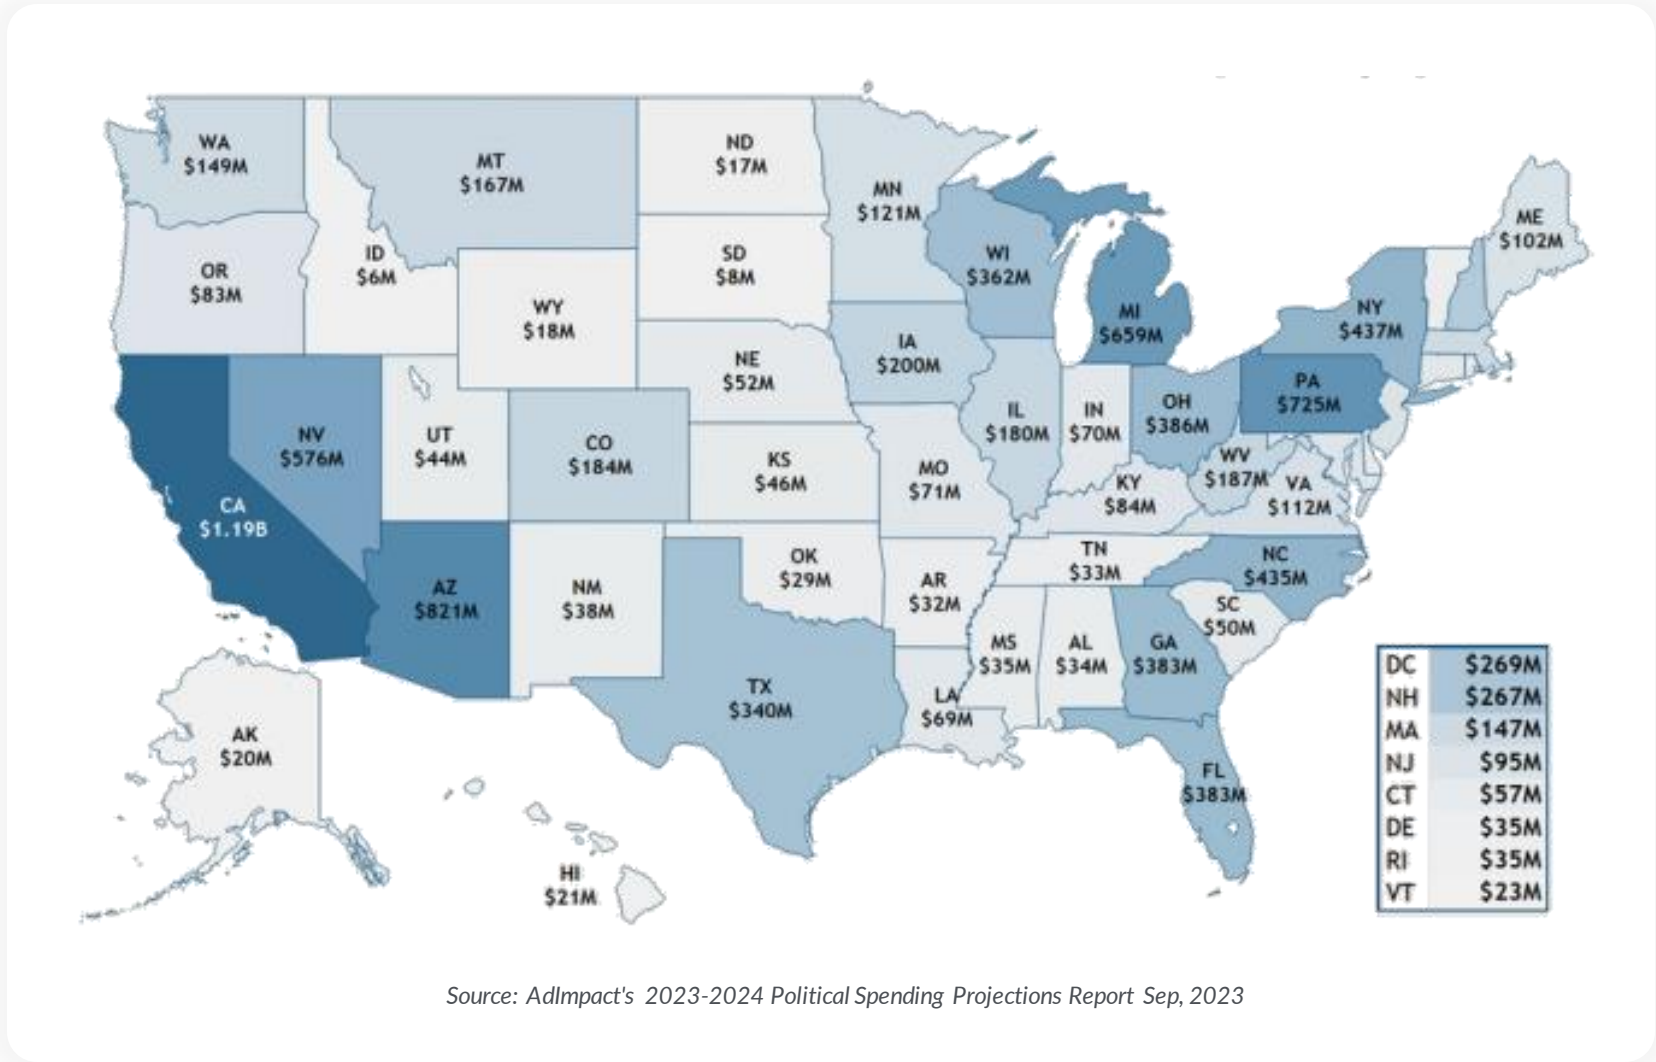 WA
$149M
MT
$167M
ND
$17M
MN
$121M
ME
$102M
ID
$6M
SD
$8M
WI
$362M
OR
$83M
WY
$18M
MI
$659M
NY
$437M
IA
$200M
NE
$52M
PA
$725M
NV
$576M
UT
$44M
CO
$184M
IL
$180M
IN
$70M
OH
$386M
KS
$46M
MO
$71M
WV
$187M
KY
$84M
VA
$112M
CA
$1.19B
AZ
$821M
NM
$38M
OK
$29M
AR
$32M
TN
$33M
NC
$435M
SC
$50M
MS
$35M
AL
$34M
GA
$383M
TX
$340M
LA
$69M
AK
$20M
FL
$383M
HI
$21M
DC $269M
NH $267M
MA $147M
NJ $95M
CT $57M
DE $35M
RI $35M
VT $23M
Source: AdImpact's 2023-2024 Political Spending Projections Report Sep, 2023